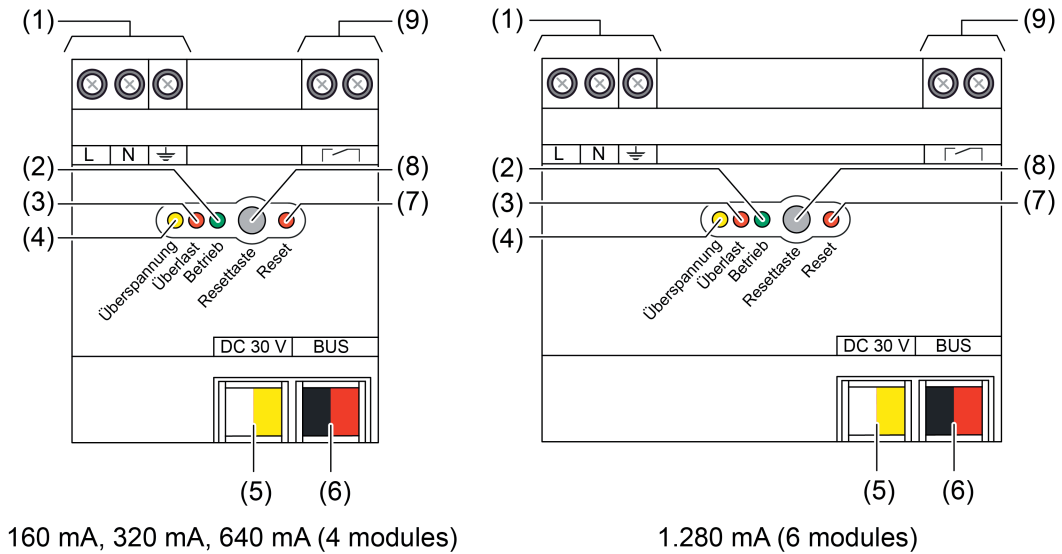 (1) (9)
L N
(2) (8)
(3) (7)
(4)
Überspannung
Überlast
Betrieb
Resettaste
Reset
DC 30 V BUS
(5) (6)
160 mA, 320 mA, 640 mA (4 modules)
(1) (9)
L N
(2) (8)
(3) (7)
(4)
Überspannung
Überlast
Betrieb
Resettaste
Reset
DC 30 V BUS
(5) (6)
1.280 mA (6 modules)